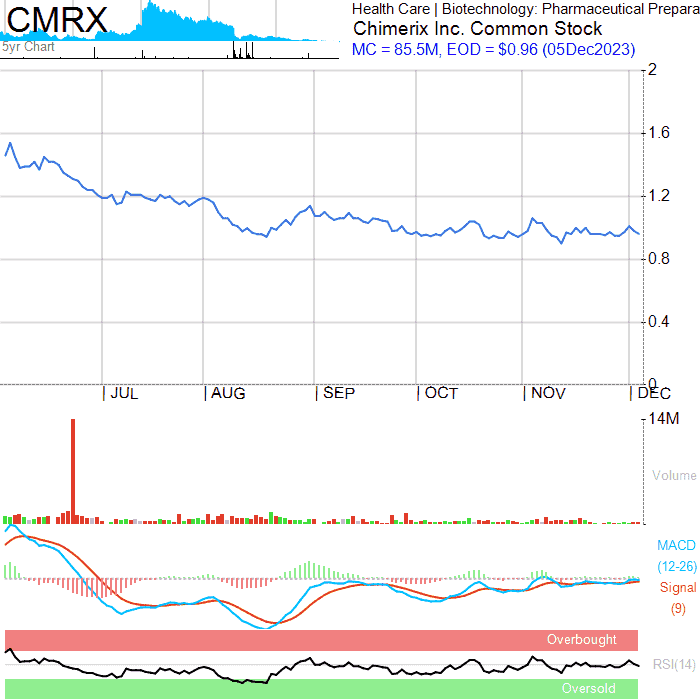 CMRX
5yr Chart
Health Care | Biotechnology: Pharmaceutical Prepara
Chimerix Inc. Common Stock
MC = 85.5M, EOD = $0.96 (05Dec2023)
2
1.6
1.2
0.8
0.4
0
JUL AUG SEP OCT NOV DEC
14M
Volume
MACD
(12-26)
Signal
(9)
Overbought
RSI(14)
Oversold